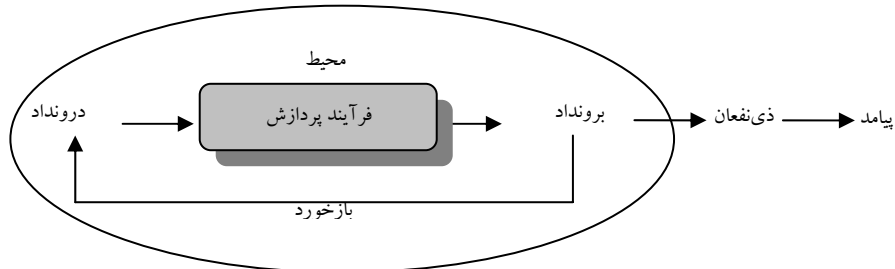 محیط
درونداد
فرآیند پردازش
برونداد
ذی‌نفعان
پیامد
بازخورد